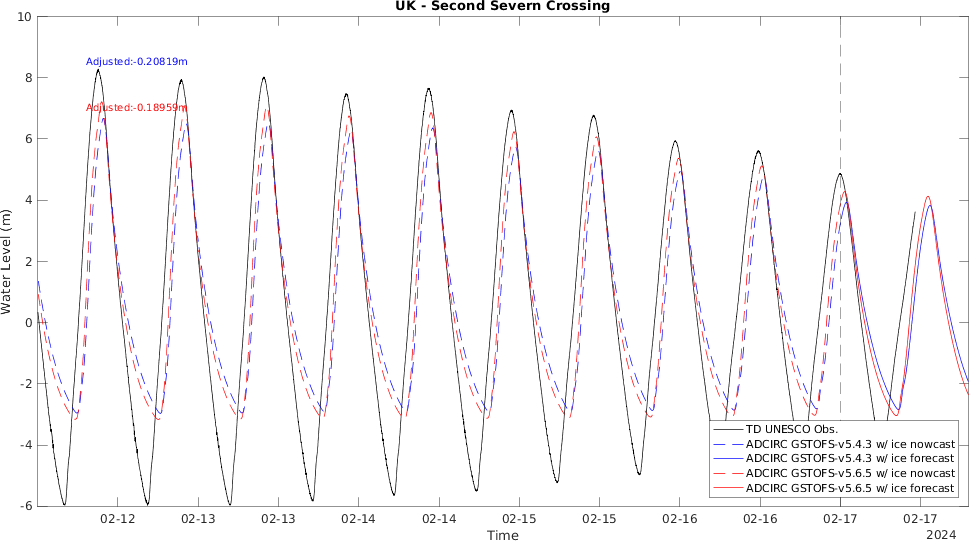 UK - Second Severn Crossing
10
8
6
4
2
0
-2
-4
-6
Water Level (m)
Adjusted:-0.20819m
Adjusted:-0.18959m
TD UNESCO Obs.
ADCIRC GSTOFS-v5.4.3 w/ ice nowcast
ADCIRC GSTOFS-v5.4.3 w/ ice forecast
ADCIRC GSTOFS-v5.6.5 w/ ice nowcast
ADCIRC GSTOFS-v5.6.5 w/ ice forecast
02-12 02-13 02-13 02-14 02-14 02-15 02-15 02-16 02-16 02-17 02-17
Time
2024